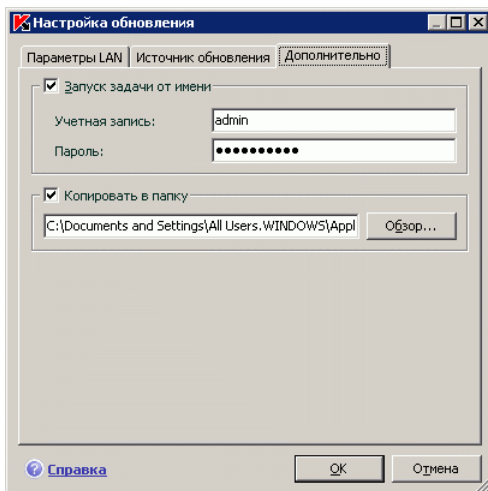 Настройка обновления
Параметры LAN Источник обновления Дополнительно
Запуск задачи от имени
Учетная запись: admin
Пароль: ●●●●●●●●●●
Копировать в папку
C:\Documents and Settings\All Users.WINDOWS\Appl Обзор...
Справка OK Отмена